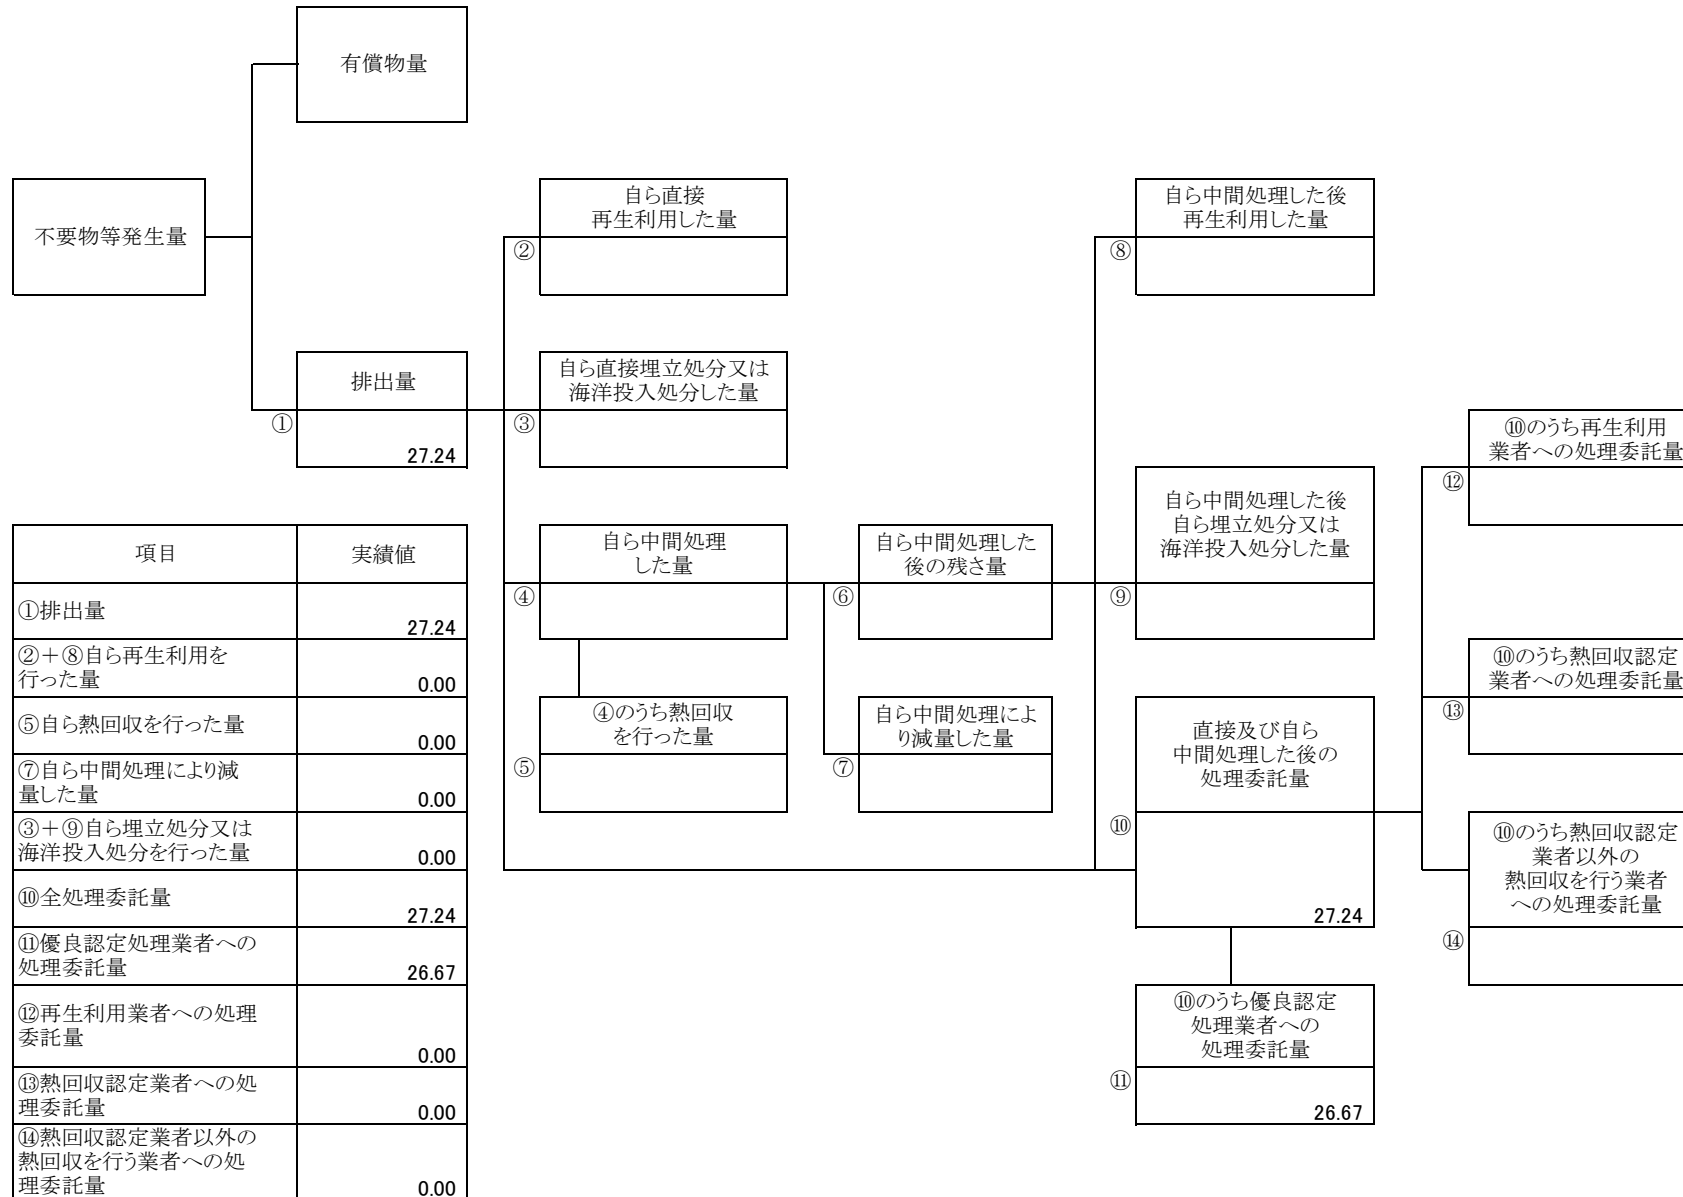 有償物量
不要物等発生量
自ら直接
再生利用した量
②
自ら中間処理した後
再生利用した量
⑧
排出量
①
27.24
自ら直接埋立処分又は
海洋投入処分した量
③
⑩のうち再生利用
業者への処理委託量
⑫
自ら中間処理
した量
④
自ら中間処理した
後の残さ量
⑥
自ら中間処理した後
自ら埋立処分又は
海洋投入処分した量
⑨
④のうち熱回収
を行った量
⑤
自ら中間処理によ
り減量した量
⑦
直接及び自ら
中間処理した後の
処理委託量
⑩
27.24
⑩のうち熱回収認定
業者への処理委託量
⑬
⑩のうち熱回収認定
業者以外の
熱回収を行う業者
への処理委託量
⑭
⑩のうち優良認定
処理業者への
処理委託量
⑪
26.67
項目 実績値
①排出量 27.24
②+⑧自ら再生利用を
行った量 0.00
⑤自ら熱回収を行った量 0.00
⑦自ら中間処理により減
量した量 0.00
③+⑨自ら埋立処分又は
海洋投入処分を行った量 0.00
⑩全処理委託量 27.24
⑪優良認定処理業者への
処理委託量 26.67
⑫再生利用業者への処理
委託量 0.00
⑬熱回収認定業者への処
理委託量 0.00
⑭熱回収認定業者以外の
熱回収を行う業者への処
理委託量 0.00